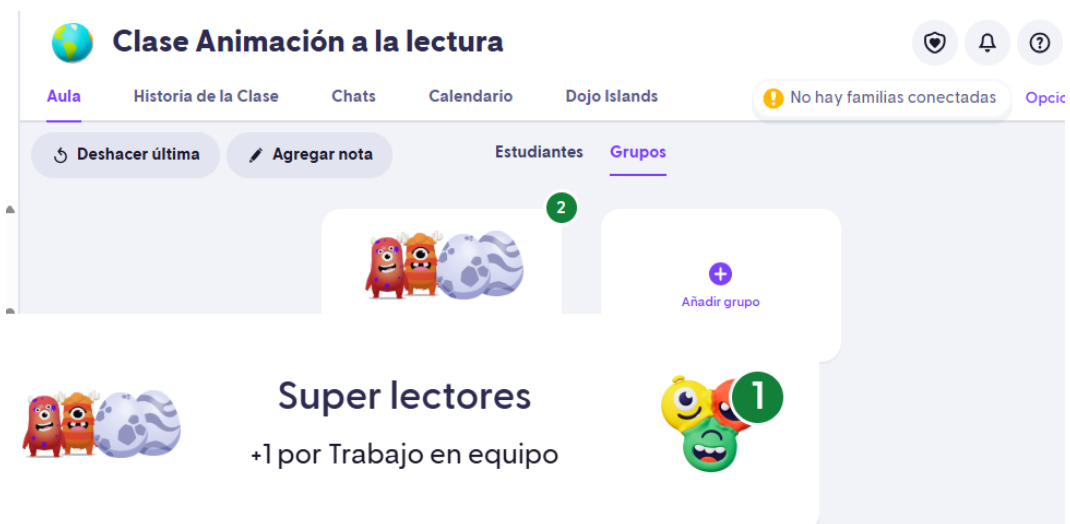 Clase Animación a la lectura
Aula Historia de la Clase Chats Calendario Dojo Islands No hay familias conectadas Opcio
Deshacer última Agregar nota Estudiantes Grupos
2
Añadir grupo
Super lectores
1
+1 por Trabajo en equipo